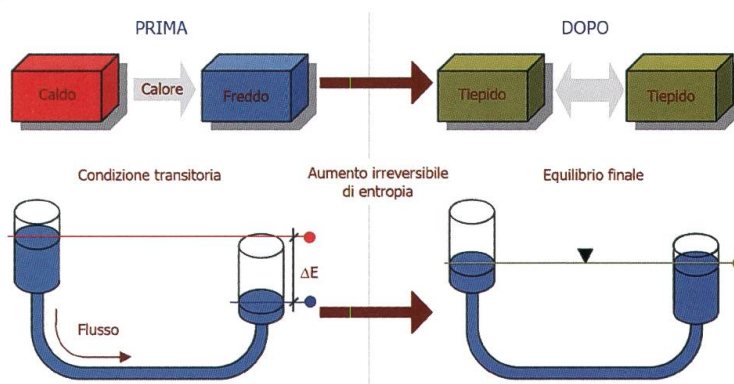 PRIMA
DOPO
Caldo
Calore
Freddo
Tiepido
Tiepido
Condizione transitoria
Aumento irreversibile
di entropia
Equilibrio finale
ΔE
Flusso